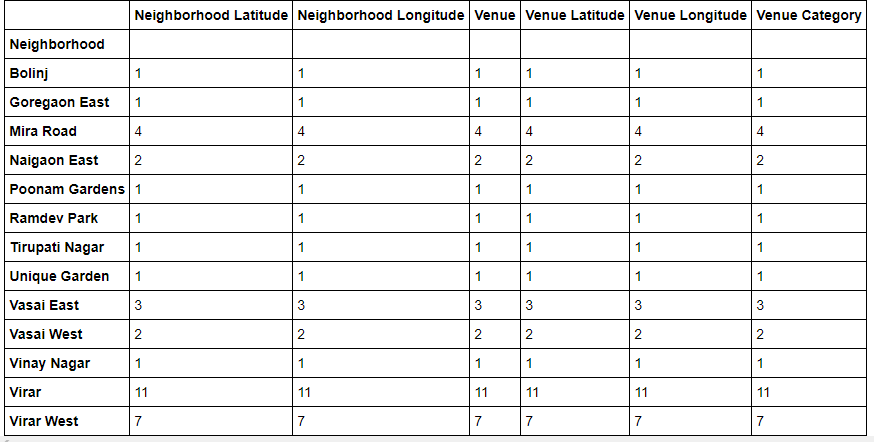 Neighborhood Latitude Neighborhood Longitude Venue Venue Latitude Venue Longitude Venue Category
Neighborhood
Bolinj 1 1 1 1 1 1
Goregaon East 1 1 1 1 1 1
Mira Road 4 4 4 4 4 4
Naigaon East 2 2 2 2 2 2
Poonam Gardens 1 1 1 1 1 1
Ramdev Park 1 1 1 1 1 1
Tirupati Nagar 1 1 1 1 1 1
Unique Garden 1 1 1 1 1 1
Vasai East 3 3 3 3 3 3
Vasai West 2 2 2 2 2 2
Vinay Nagar 1 1 1 1 1 1
Virar 11 11 11 11 11 11
Virar West 7 7 7 7 7 7